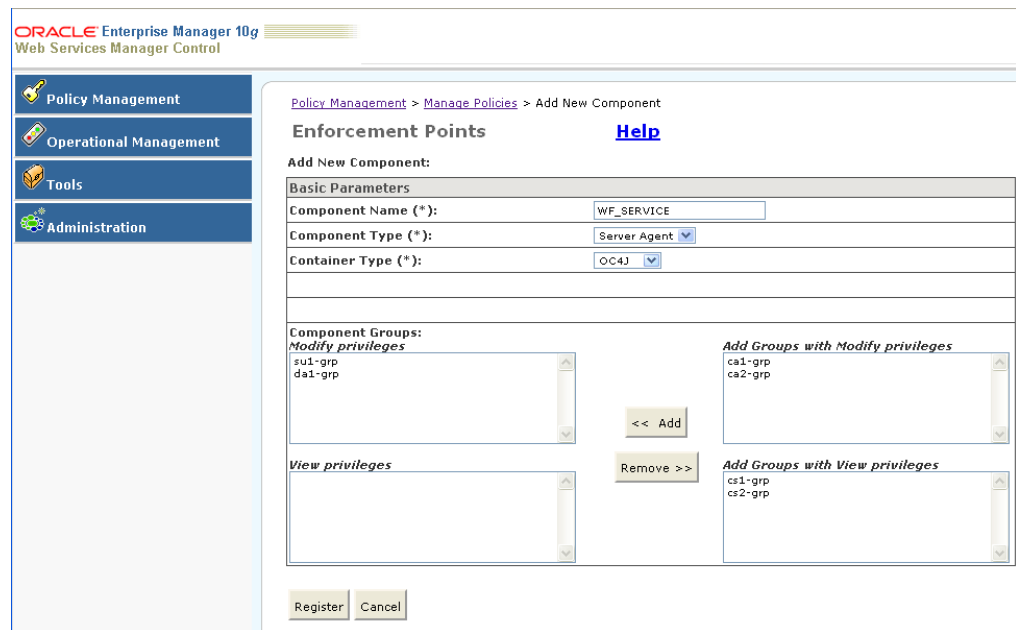 ORACLE Enterprise Manager 10g
Web Services Manager Control
Policy Management
Operational Management
Tools
Administration
Policy Management > Manage Policies > Add New Component
Enforcement Points Help
Add New Component:
Basic Parameters
Component Name (*): WF_SERVICE
Component Type (*): Server Agent
Container Type (*): OC4J
Component Groups:
Modify privileges
su1-grp
da1-grp
<< Add
Remove >>
Add Groups with Modify privileges
ca1-grp
ca2-grp
View privileges
Add Groups with View privileges
cs1-grp
cs2-grp
Register Cancel